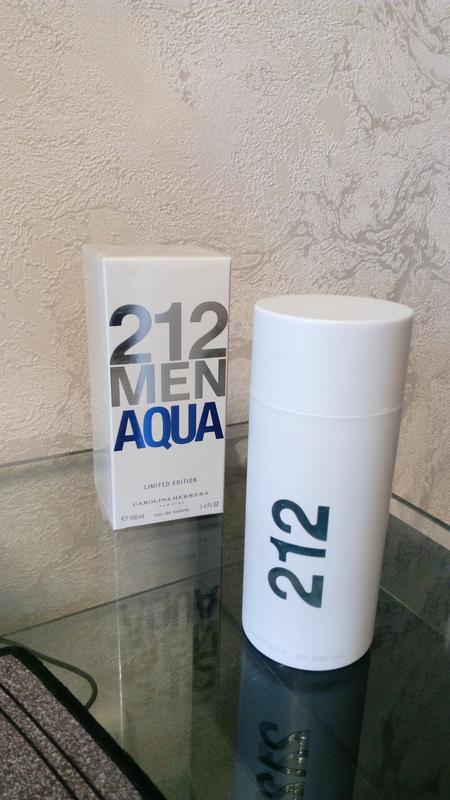 212
MEN
AQUA
LIMITED EDITION
CAROLINA HERRERA
NEW YORK
℮ 100 ml eau de toilette 3.4 FL OZ
212
CAROLINA HERRERA